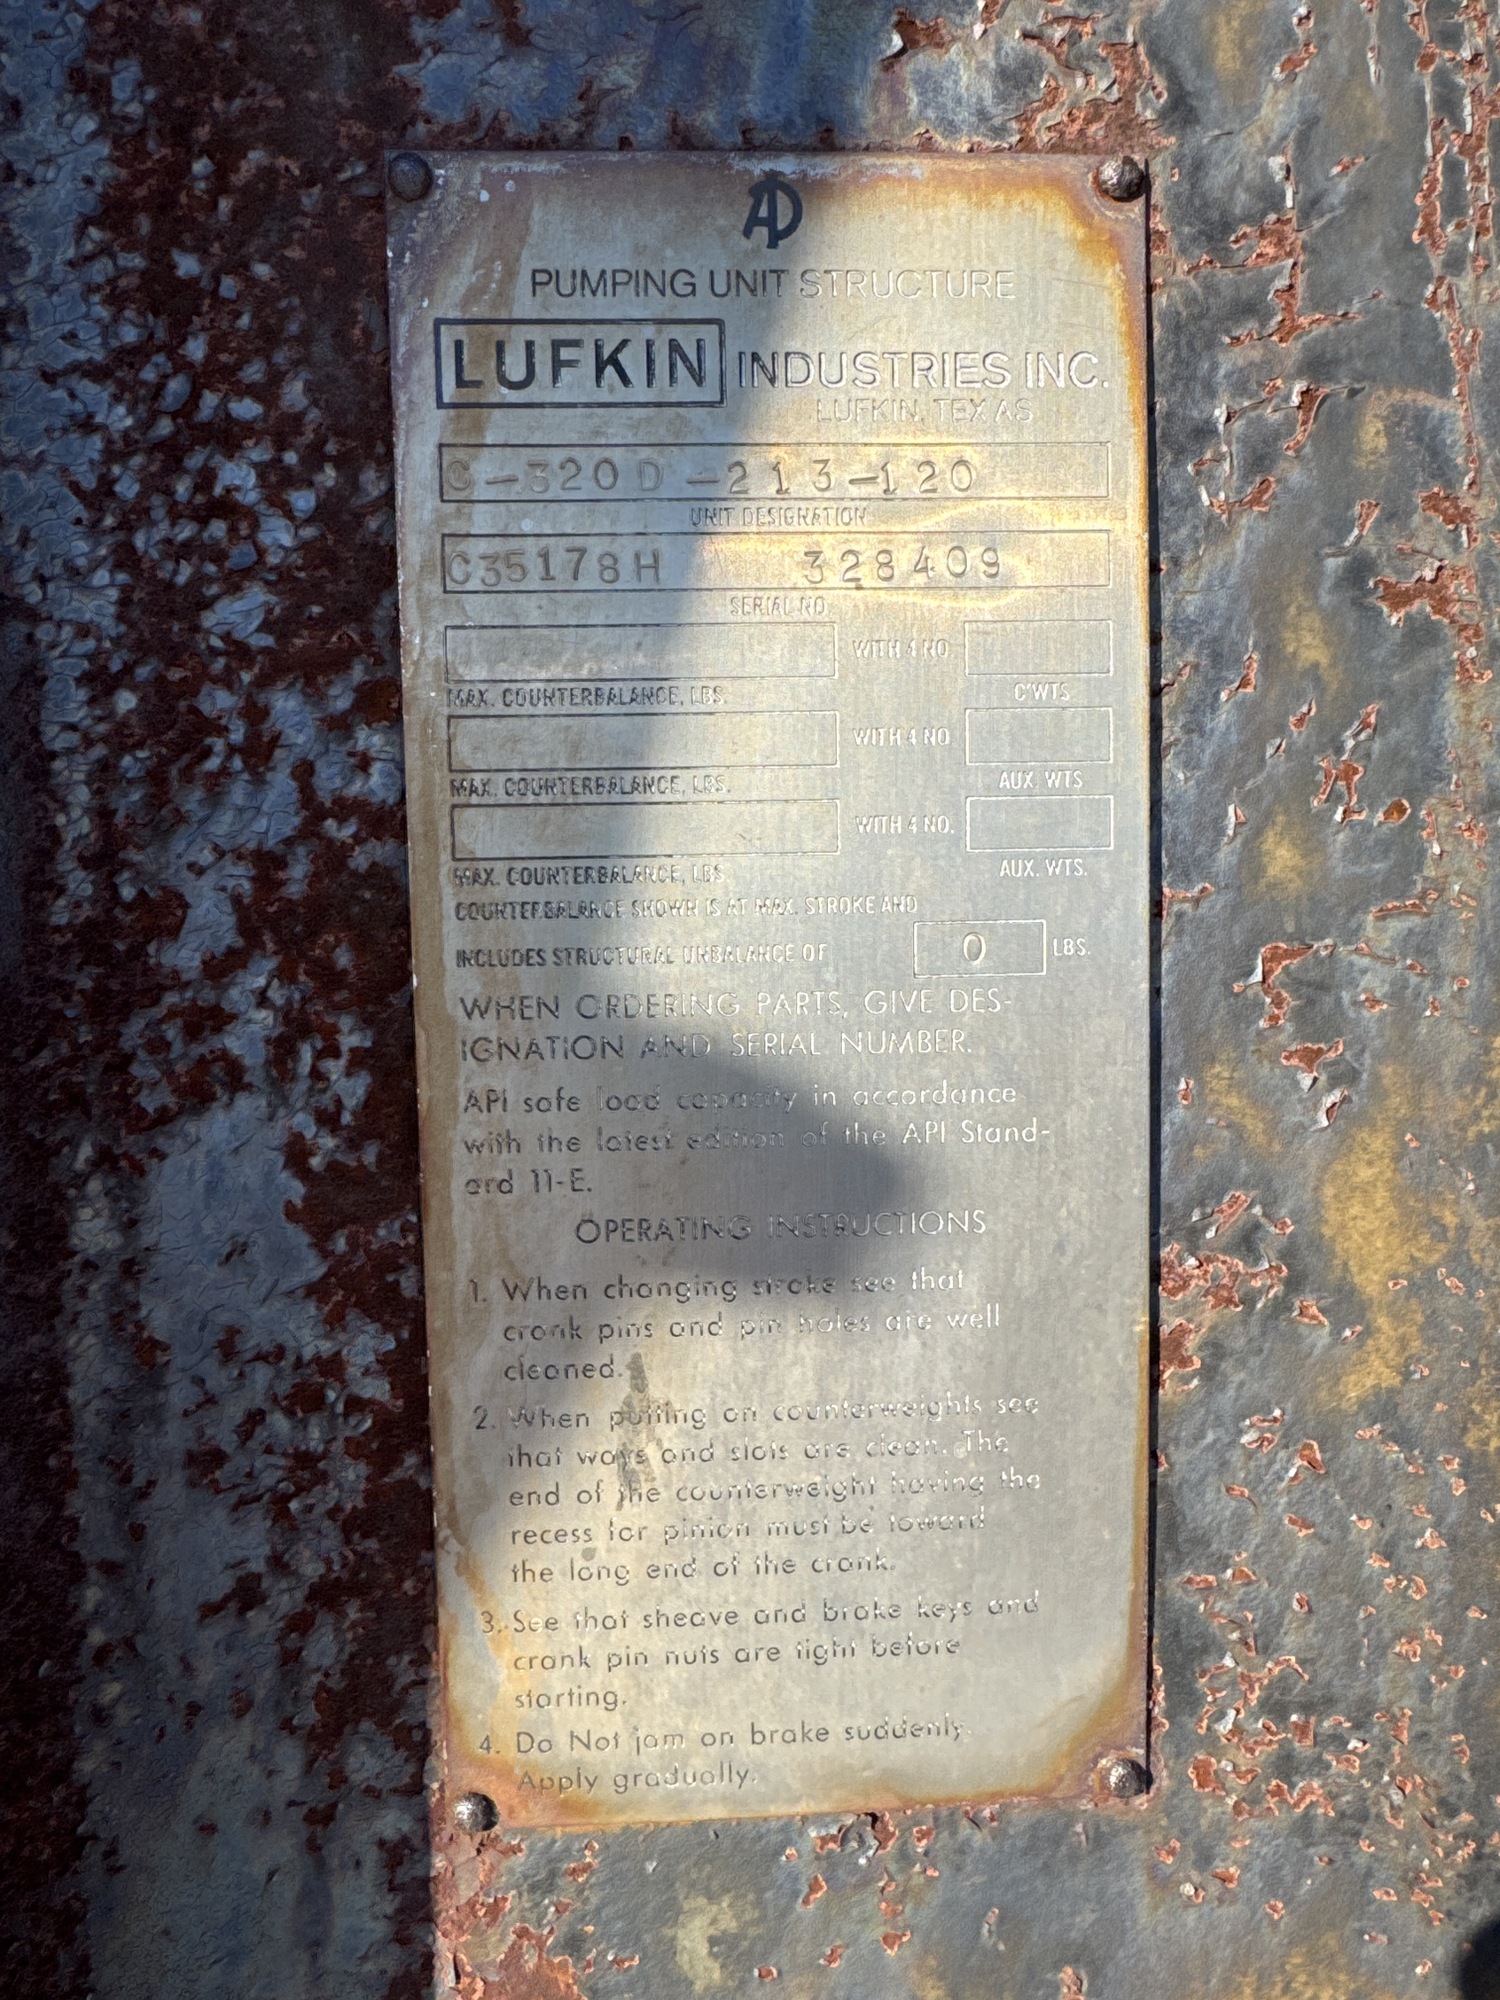 PUMPING UNIT STRUCTURE
LUFKIN INDUSTRIES INC.
LUFKIN, TEXAS
C-320D-213-120
UNIT DESIGNATION
C35178H 328409
SERIAL NO.
WITH 4 NO.
MAX. COUNTERBALANCE, LBS. C'WTS
WITH 4 NO.
MAX. COUNTERBALANCE, LBS. AUX. WTS
WITH 4 NO.
MAX. COUNTERBALANCE, LBS. AUX. WTS.
COUNTERBALANCE SHOWN IS AT MAX. STROKE AND
INCLUDES STRUCTURAL UNBALANCE OF 0 LBS.
WHEN ORDERING PARTS, GIVE DES-
IGNATION AND SERIAL NUMBER.
API safe load capacity in accordance
with the latest edition of the API Stand-
ard 11-E.
OPERATING INSTRUCTIONS
1. When changing stroke see that
crank pins and pin holes are well
cleaned.
2. When putting on counterweights see
that ways and slots are clean. The
end of the counterweight having the
recess for pinion must be toward
the long end of the crank.
3. See that sheave and brake keys and
crank pin nuts are tight before
starting.
4. Do Not jam on brake suddenly.
Apply gradually.